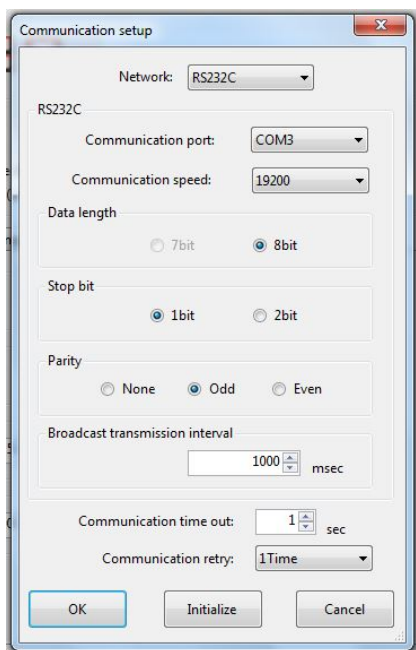 Communication setup
Network: RS232C
RS232C
Communication port: COM3
Communication speed: 19200
Data length
7bit 8bit
Stop bit
1bit 2bit
Parity
None Odd Even
Broadcast transmission interval
1000 msec
Communication time out: 1 sec
Communication retry: 1Time
OK Initialize Cancel